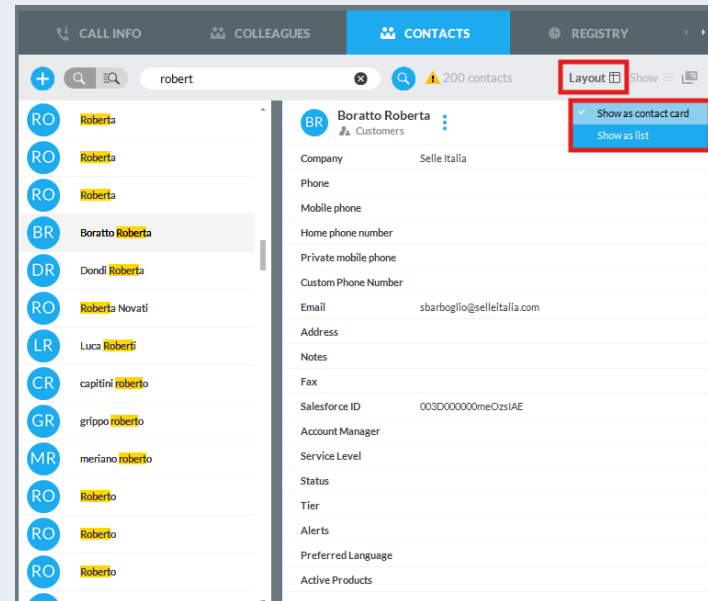 CALL INFO
COLLEAGUES
CONTACTS
REGISTRY
robert
200 contacts
Layout
Show
Show as contact card
Show as list
RO Roberta
RO Roberta
RO Roberta
BR Boratto Roberta
DR Dondi Roberta
RO Roberta Novati
LR Luca Roberti
CR capitini roberto
GR grippo roberto
MR meriano roberto
RO Roberto
RO Roberto
RO Roberto
BR Boratto Roberta
Customers
Company Selle Italia
Phone
Mobile phone
Home phone number
Private mobile phone
Custom Phone Number
Email sbarboglio@selleitalia.com
Address
Notes
Fax
Salesforce ID 003D000000meOzsIAE
Account Manager
Service Level
Status
Tier
Alerts
Preferred Language
Active Products